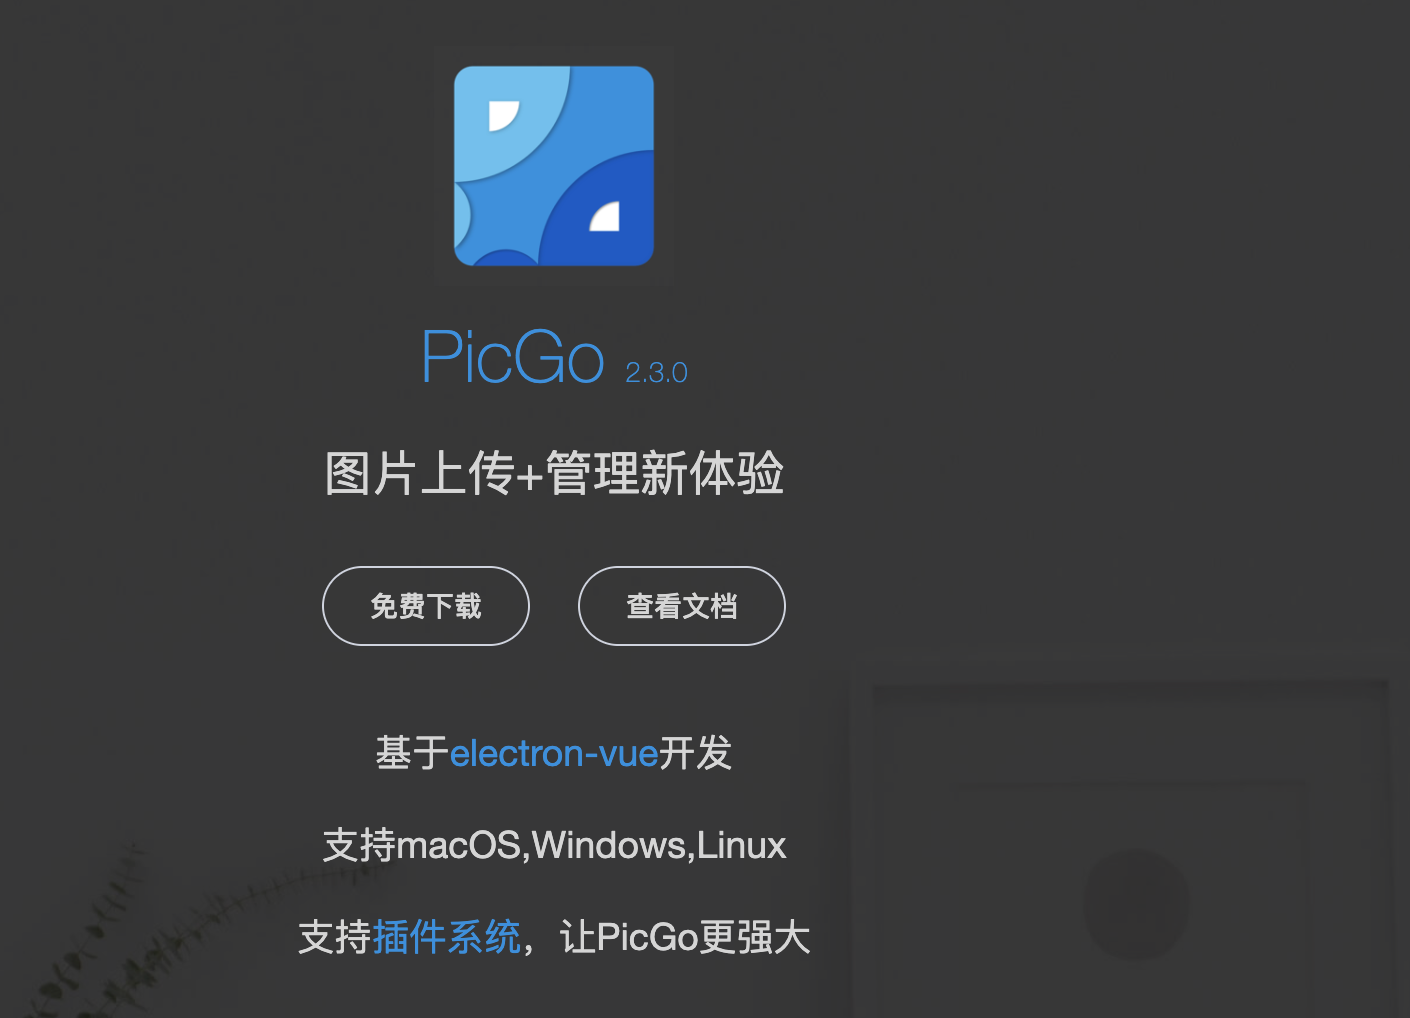 PicGo 2.3.0
图片上传+管理新体验
免费下载 查看文档
基于electron-vue开发
支持macOS,Windows,Linux
支持插件系统，让PicGo更强大